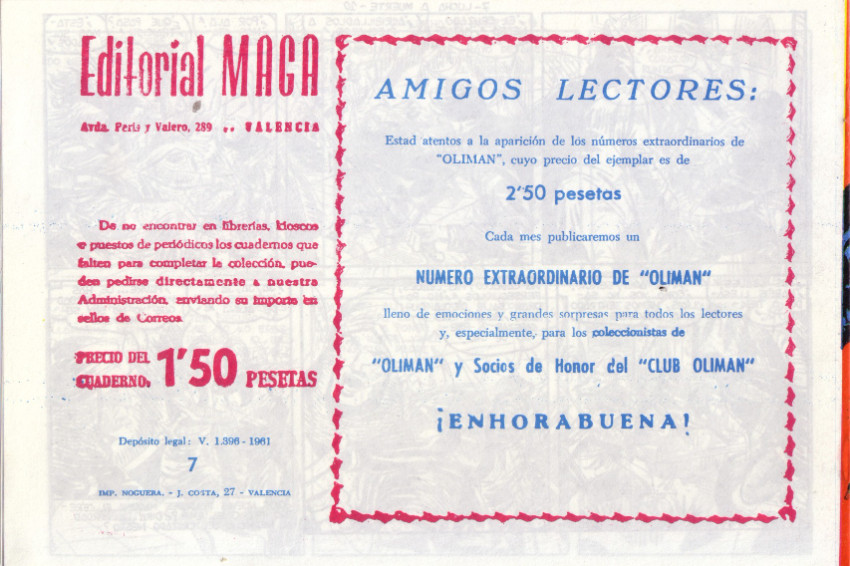 Editorial MAGA
Avda. Peris y Valero, 289 .. VALENCIA
De no encontrar en librerías, kioscos
o puestos de periódicos los cuadernos que
falten para completar la colección, pue-
den pedirse directamente a nuestra
Administración, enviando su importe en
sellos de Correos.
PRECIO DEL
CUADERNO: 1'50 PESETAS
Depósito legal: V. 1.396 - 1961
7
IMP. NOGUERA. - J. COSTA, 27 - VALENCIA
AMIGOS LECTORES:
Estad atentos a la aparición de los números extraordinarios de
"OLIMAN", cuyo precio del ejemplar es de
2'50 pesetas
Cada mes publicaremos un
NUMERO EXTRAORDINARIO DE "OLIMAN"
lleno de emociones y grandes sorpresas para todos los lectores
y, especialmente, para los coleccionistas de
"OLIMAN" y Socios de Honor del "CLUB OLIMAN"
¡ENHORABUENA!